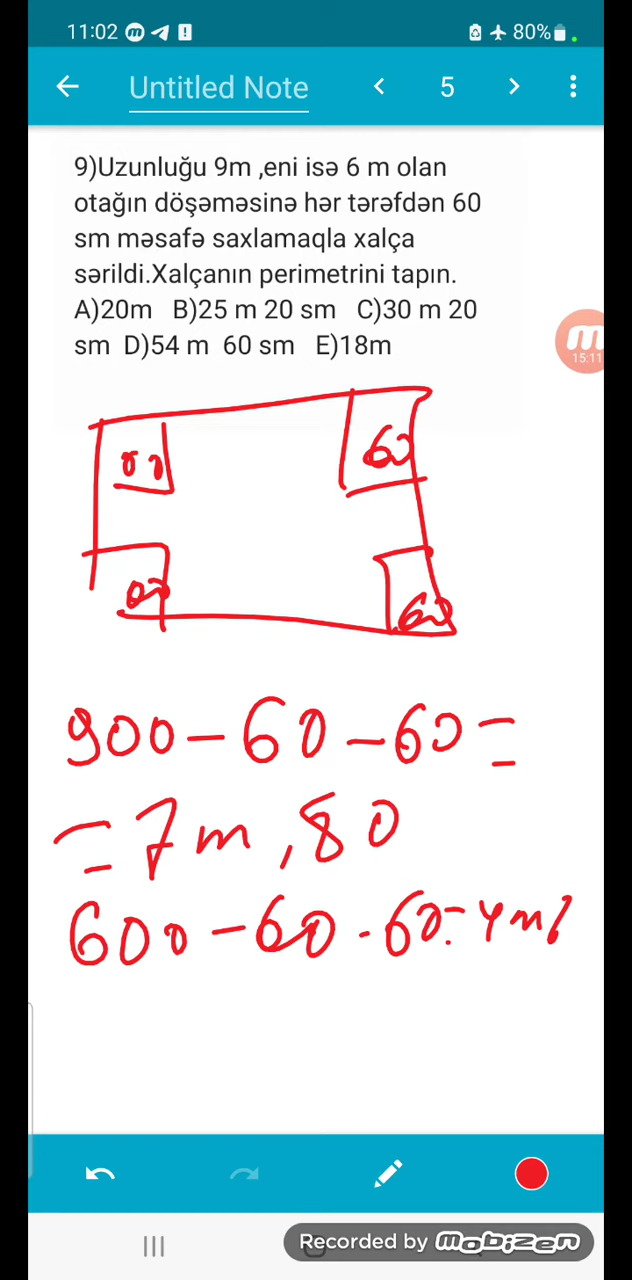 11:02 80%
Untitled Note 5
9)Uzunluğu 9m ,eni isə 6 m olan
otağın döşəməsinə hər tərəfdən 60
sm məsafə saxlamaqla xalça
sərildi.Xalçanın perimetrini tapın.
A)20m B)25 m 20 sm C)30 m 20
sm D)54 m 60 sm E)18m
15:11
60
60
900-60-60=
=7m,80
600-60-60=4m
Recorded by mobizen